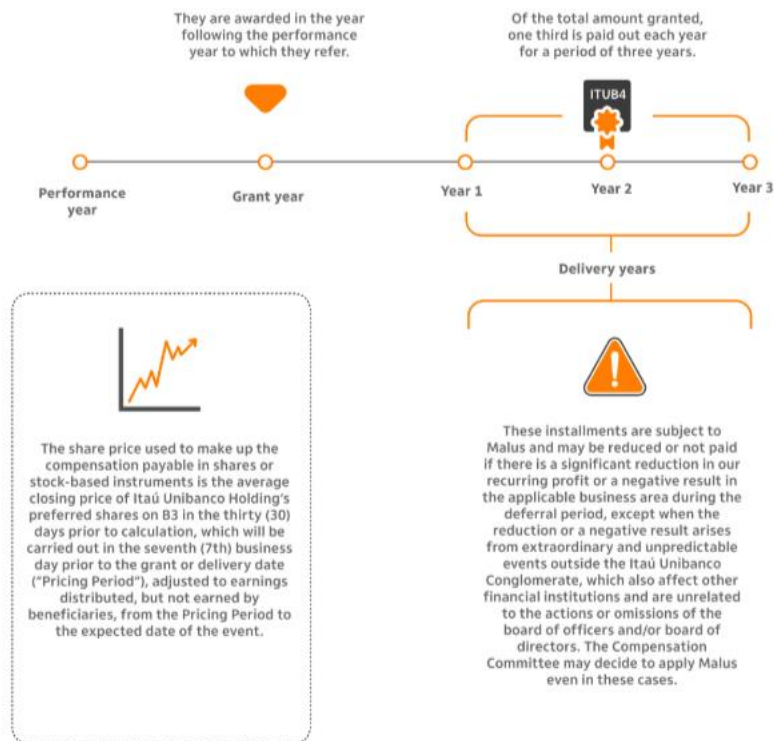 They are awarded in the year
following the performance
year to which they refer.
Of the total amount granted,
one third is paid out each year
for a period of three years.
ITUB4
Performance
year
Grant year
Year 1
Year 2
Year 3
Delivery years
The share price used to make up the
compensation payable in shares or
stock-based instruments is the average
closing price of Itaú Unibanco Holding's
preferred shares on B3 in the thirty (30)
days prior to calculation, which will be
carried out in the seventh (7th) business
day prior to the grant or delivery date
("Pricing Period"), adjusted to earnings
distributed, but not earned by
beneficiaries, from the Pricing Period to
the expected date of the event.
These installments are subject to
Malus and may be reduced or not paid
if there is a significant reduction in our
recurring profit or a negative result in
the applicable business area during the
deferral period, except when the
reduction or a negative result arises
from extraordinary and unpredictable
events outside the Itaú Unibanco
Conglomerate, which also affect other
financial institutions and are unrelated
to the actions or omissions of the
board of officers and/or board of
directors. The Compensation
Committee may decide to apply Malus
even in these cases.